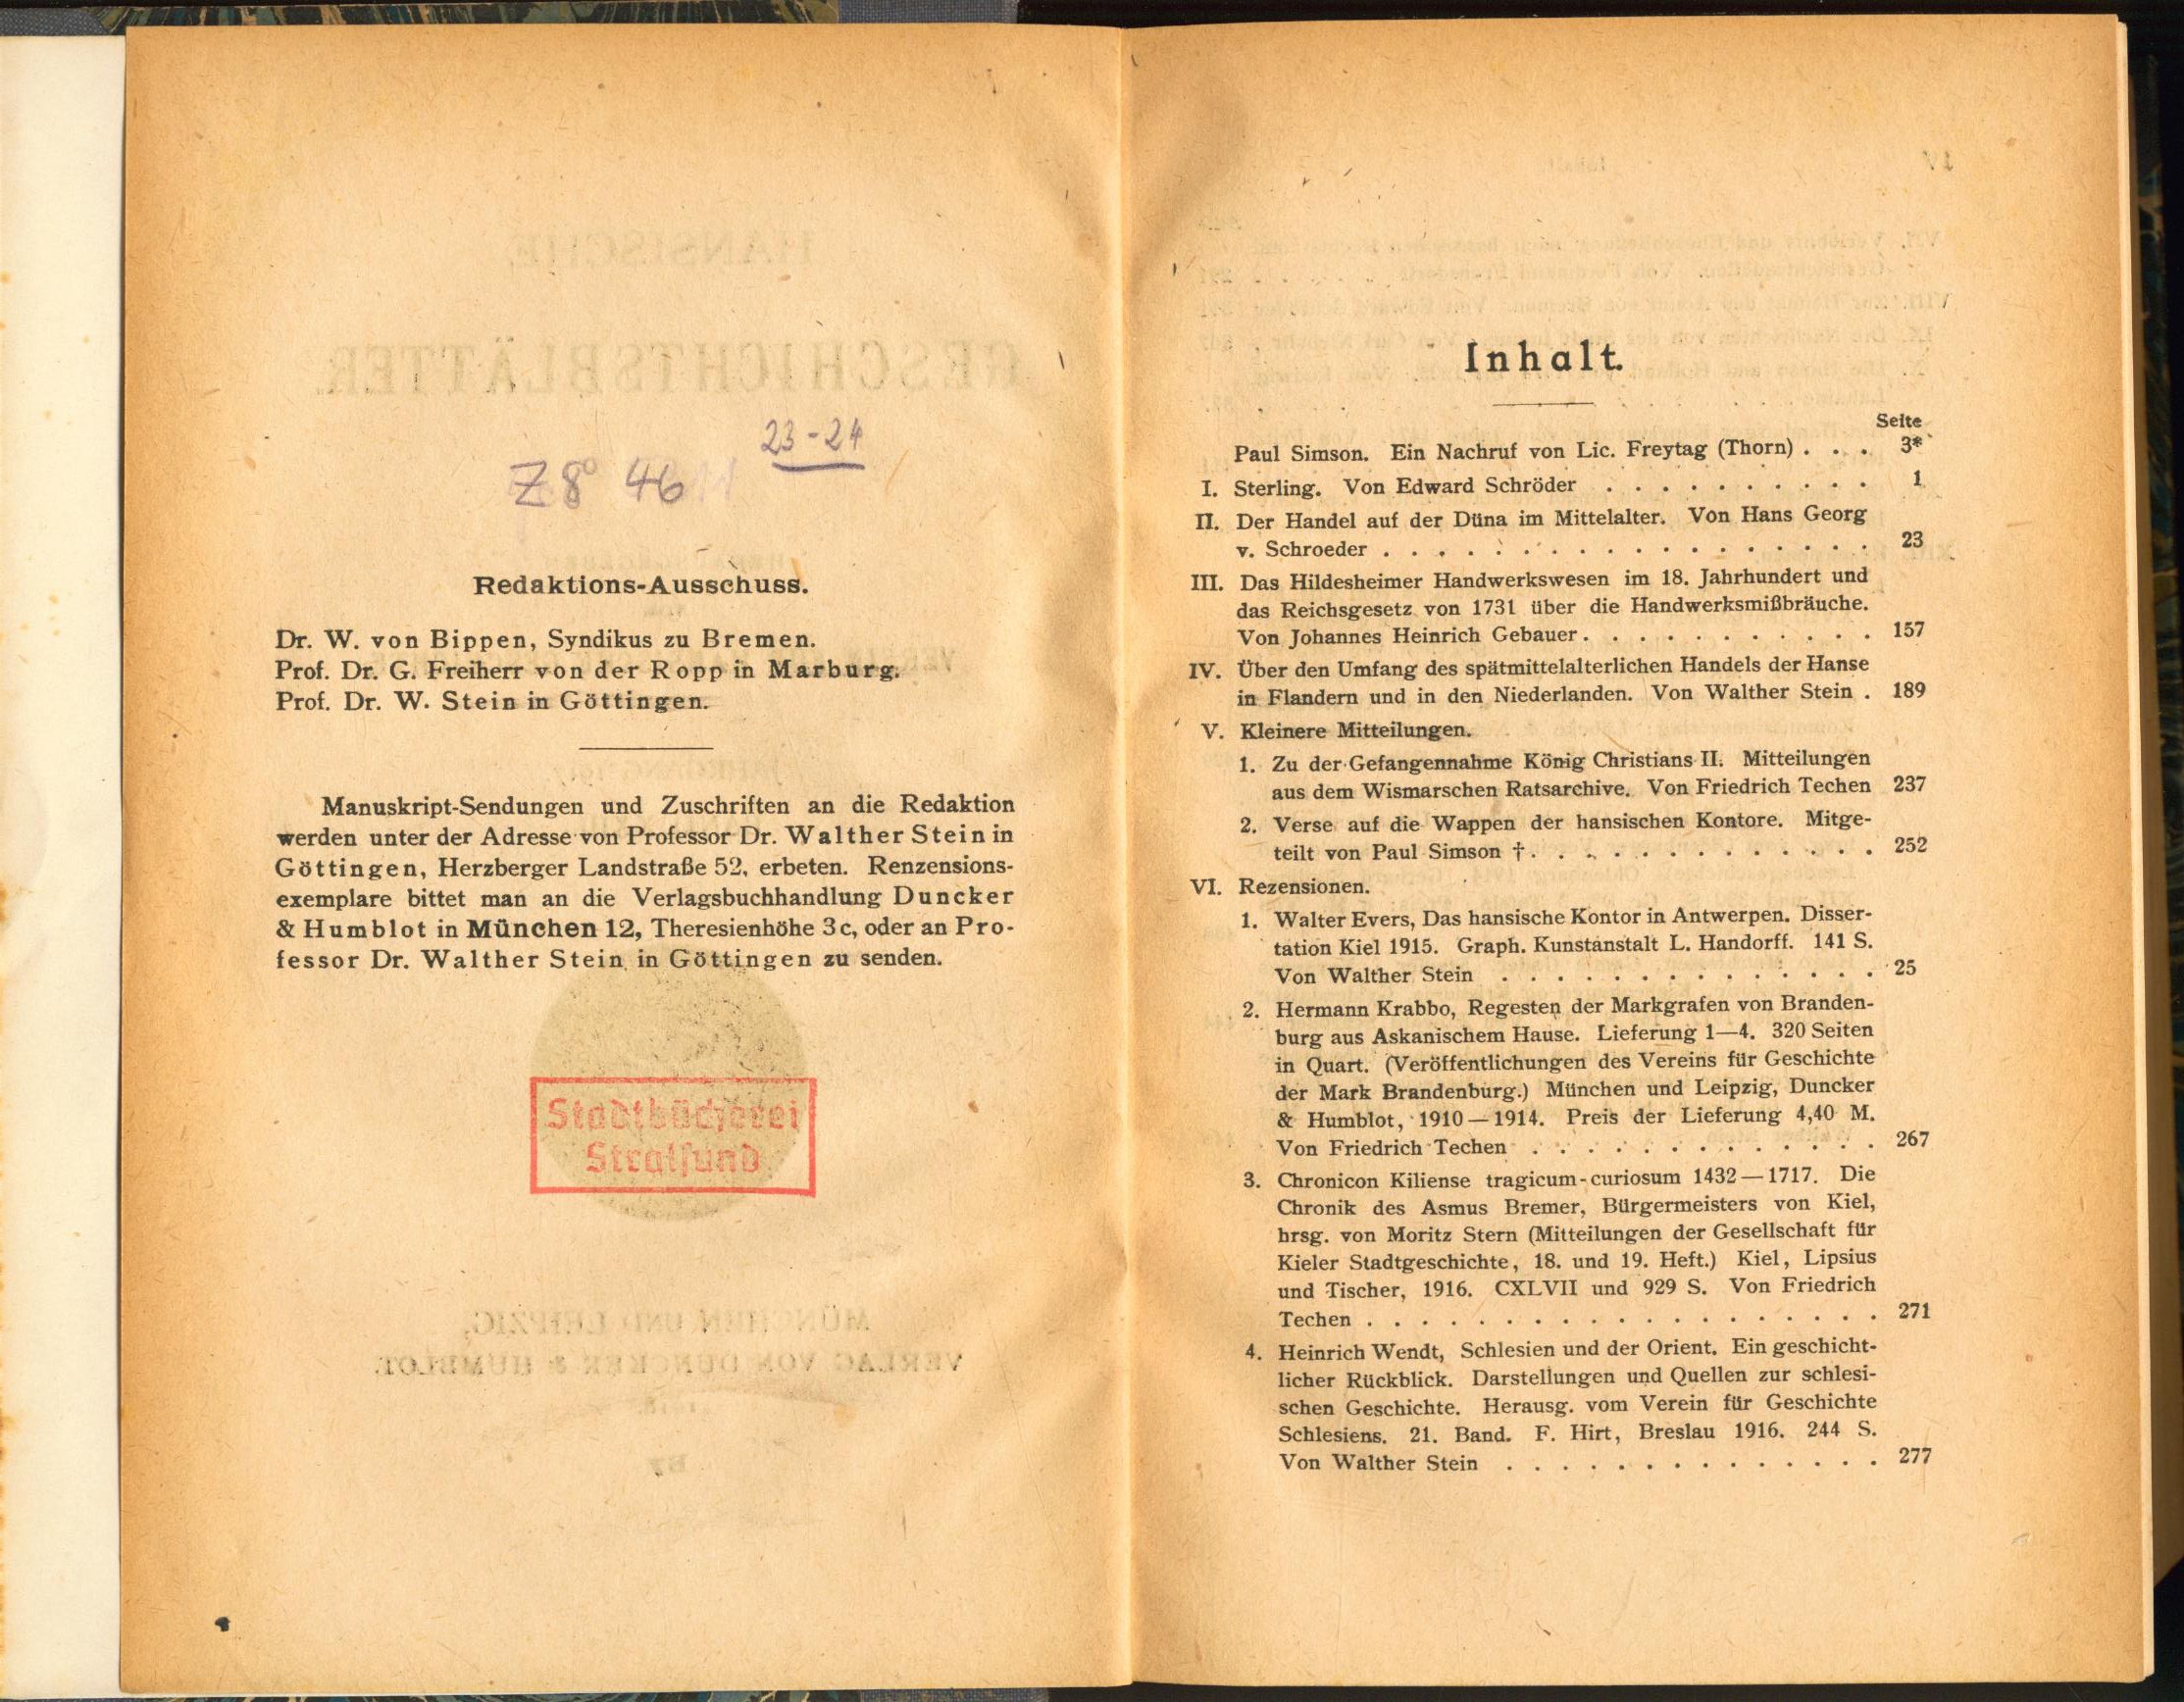 23-24
Z 8° 46
Redaktions-Ausschuss.
Dr. W. von Bippen, Syndikus zu Bremen.
Prof. Dr. G. Freiherr von der Ropp in Marburg.
Prof. Dr. W. Stein in Göttingen.
Manuskript-Sendungen und Zuschriften an die Redaktion
werden unter der Adresse von Professor Dr. Walther Stein in
Göttingen, Herzberger Landstraße 52, erbeten. Renzensions-
exemplare bittet man an die Verlagsbuchhandlung Duncker
& Humblot in München 12, Theresienhöhe 3c, oder an Pro-
fessor Dr. Walther Stein in Göttingen zu senden.
Stadtbücherei
Stralsund
Inhalt.
Seite
Paul Simson. Ein Nachruf von Lic. Freytag (Thorn) . . . 3*
I. Sterling. Von Edward Schröder . . . . . . . . . . 1
II. Der Handel auf der Düna im Mittelalter. Von Hans Georg
v. Schroeder . . . . . . . . . . . . . . . . . . 23
III. Das Hildesheimer Handwerkswesen im 18. Jahrhundert und
das Reichsgesetz von 1731 über die Handwerksmißbräuche.
Von Johannes Heinrich Gebauer . . . . . . . . . . . 157
IV. Über den Umfang des spätmittelalterlichen Handels der Hanse
in Flandern und in den Niederlanden. Von Walther Stein . 189
V. Kleinere Mitteilungen.
1. Zu der Gefangennahme König Christians II. Mitteilungen
aus dem Wismarschen Ratsarchive. Von Friedrich Techen 237
2. Verse auf die Wappen der hansischen Kontore. Mitge-
teilt von Paul Simson † . . . . . . . . . . . . . 252
VI. Rezensionen.
1. Walter Evers, Das hansische Kontor in Antwerpen. Disser-
tation Kiel 1915. Graph. Kunstanstalt L. Handorff. 141 S.
Von Walther Stein . . . . . . . . . . . . . . 25
2. Hermann Krabbo, Regesten der Markgrafen von Branden-
burg aus Askanischem Hause. Lieferung 1—4. 320 Seiten
in Quart. (Veröffentlichungen des Vereins für Geschichte
der Mark Brandenburg.) München und Leipzig, Duncker
& Humblot, 1910—1914. Preis der Lieferung 4,40 M.
Von Friedrich Techen . . . . . . . . . . . . . 267
3. Chronicon Kiliense tragicum-curiosum 1432—1717. Die
Chronik des Asmus Bremer, Bürgermeisters von Kiel,
hrsg. von Moritz Stern (Mitteilungen der Gesellschaft für
Kieler Stadtgeschichte, 18. und 19. Heft.) Kiel, Lipsius
und Tischer, 1916. CXLVII und 929 S. Von Friedrich
Techen . . . . . . . . . . . . . . . . . . . 271
4. Heinrich Wendt, Schlesien und der Orient. Ein geschicht-
licher Rückblick. Darstellungen und Quellen zur schlesi-
schen Geschichte. Herausg. vom Verein für Geschichte
Schlesiens. 21. Band. F. Hirt, Breslau 1916. 244 S.
Von Walther Stein . . . . . . . . . . . . . . 277